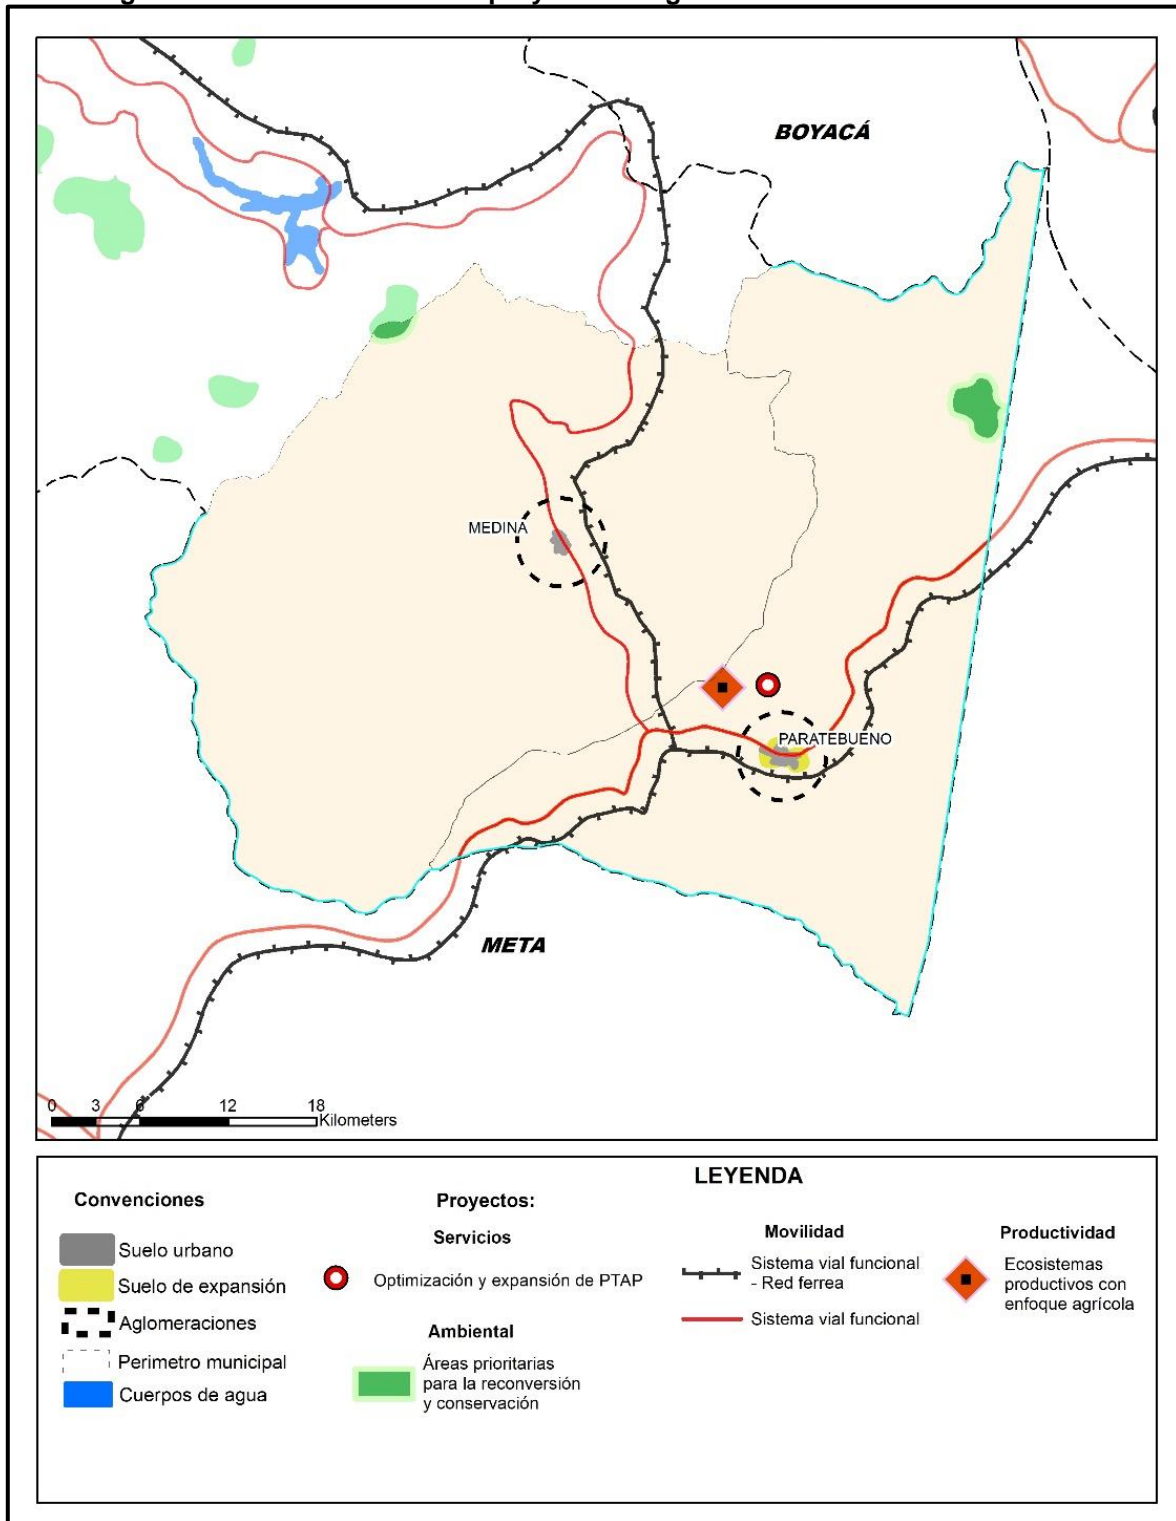 BOYACÁ
MEDINA
PARATEBUENO
META
0 3 6 12 18
Kilometers
LEYENDA
Convenciones
Suelo urbano
Suelo de expansión
Aglomeraciones
Perimetro municipal
Cuerpos de agua
Proyectos:
Servicios
Optimización y expansión de PTAP
Ambiental
Áreas prioritarias
para la reconversión
y conservación
Movilidad
Sistema vial funcional
- Red ferrea
Sistema vial funcional
Productividad
Ecosistemas
productivos con
enfoque agrícola